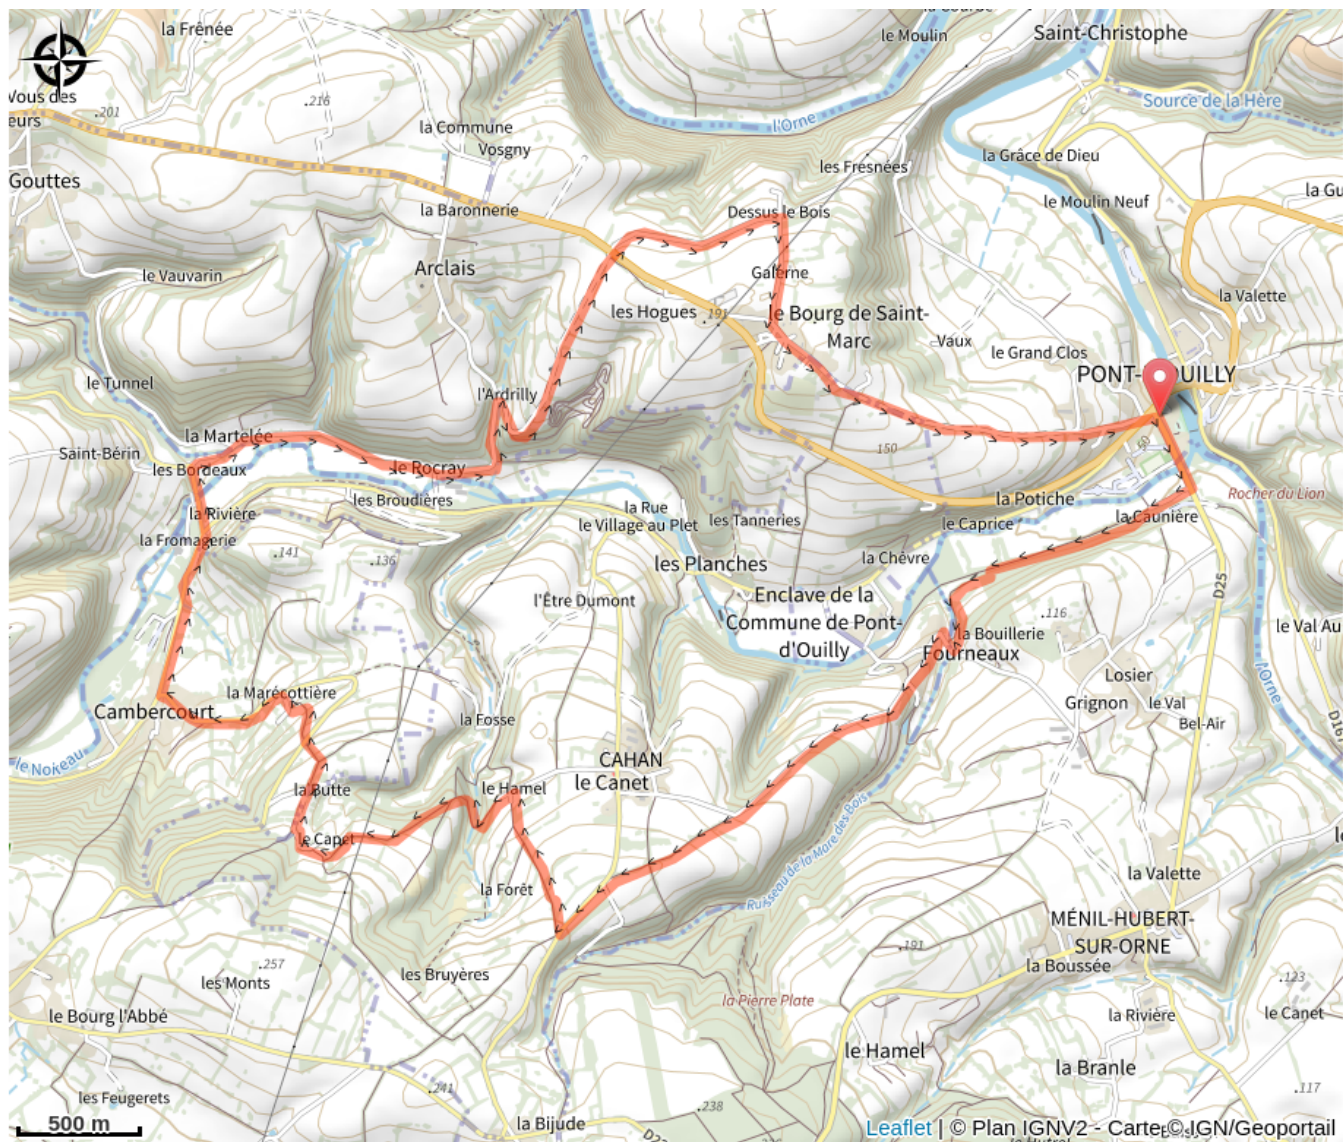 la Frênée
le Moulin
Saint-Christophe
Vous des
eurs
201
216
la Commune
Vosgny
l'Orne
Source de la Hère
la Grâce de Dieu
les Fresnées
Gouttes
la Baronnerie
Dessus le Bois
le Moulin Neuf
Arclais
le Vauvarin
Galerne
la Valette
les Hogues
191
le Bourg de Saint-
Marc
Vaux
le Grand Clos
le Tunnel
l'Ardrilly
PONT-
OUILLY
la Martelée
Saint-Bérin
les Bordeaux
le Rocray
150
50
les Broudières
la Potiche
Rocher du Lion
la Rivière
la Rue
le Village au Plet
les Tanneries
le Caprice
la Caunière
la Fromagerie
141
136
les Planches
la Chêvre
D25
l'Être Dumont
Enclave de la
Commune de Pont-
d'Ouilly
116
la Bouillerie
Fourneaux
le Val Au
l'Orne
Losier
Grignon
le Val
Bel-Air
D167
la Marécottière
Cambercourt
la Fosse
le Noireau
CAHAN
le Canet
la Butte
le Hamel
le Capet
Ruisseau de la Mare des Bois
la Forêt
la Valette
MÉNIL-HUBERT-
SUR-ORNE
191
la Boussée
257
les Monts
les Bruyères
la Pierre Plate
123
le Bourg l'Abbé
la Rivière
le Canet
le Hamel
la Branle
les Feugerets
241
238
117
la Bijude
500 m
Leaflet | © Plan IGNV2 - Carte © IGN/Geoportail